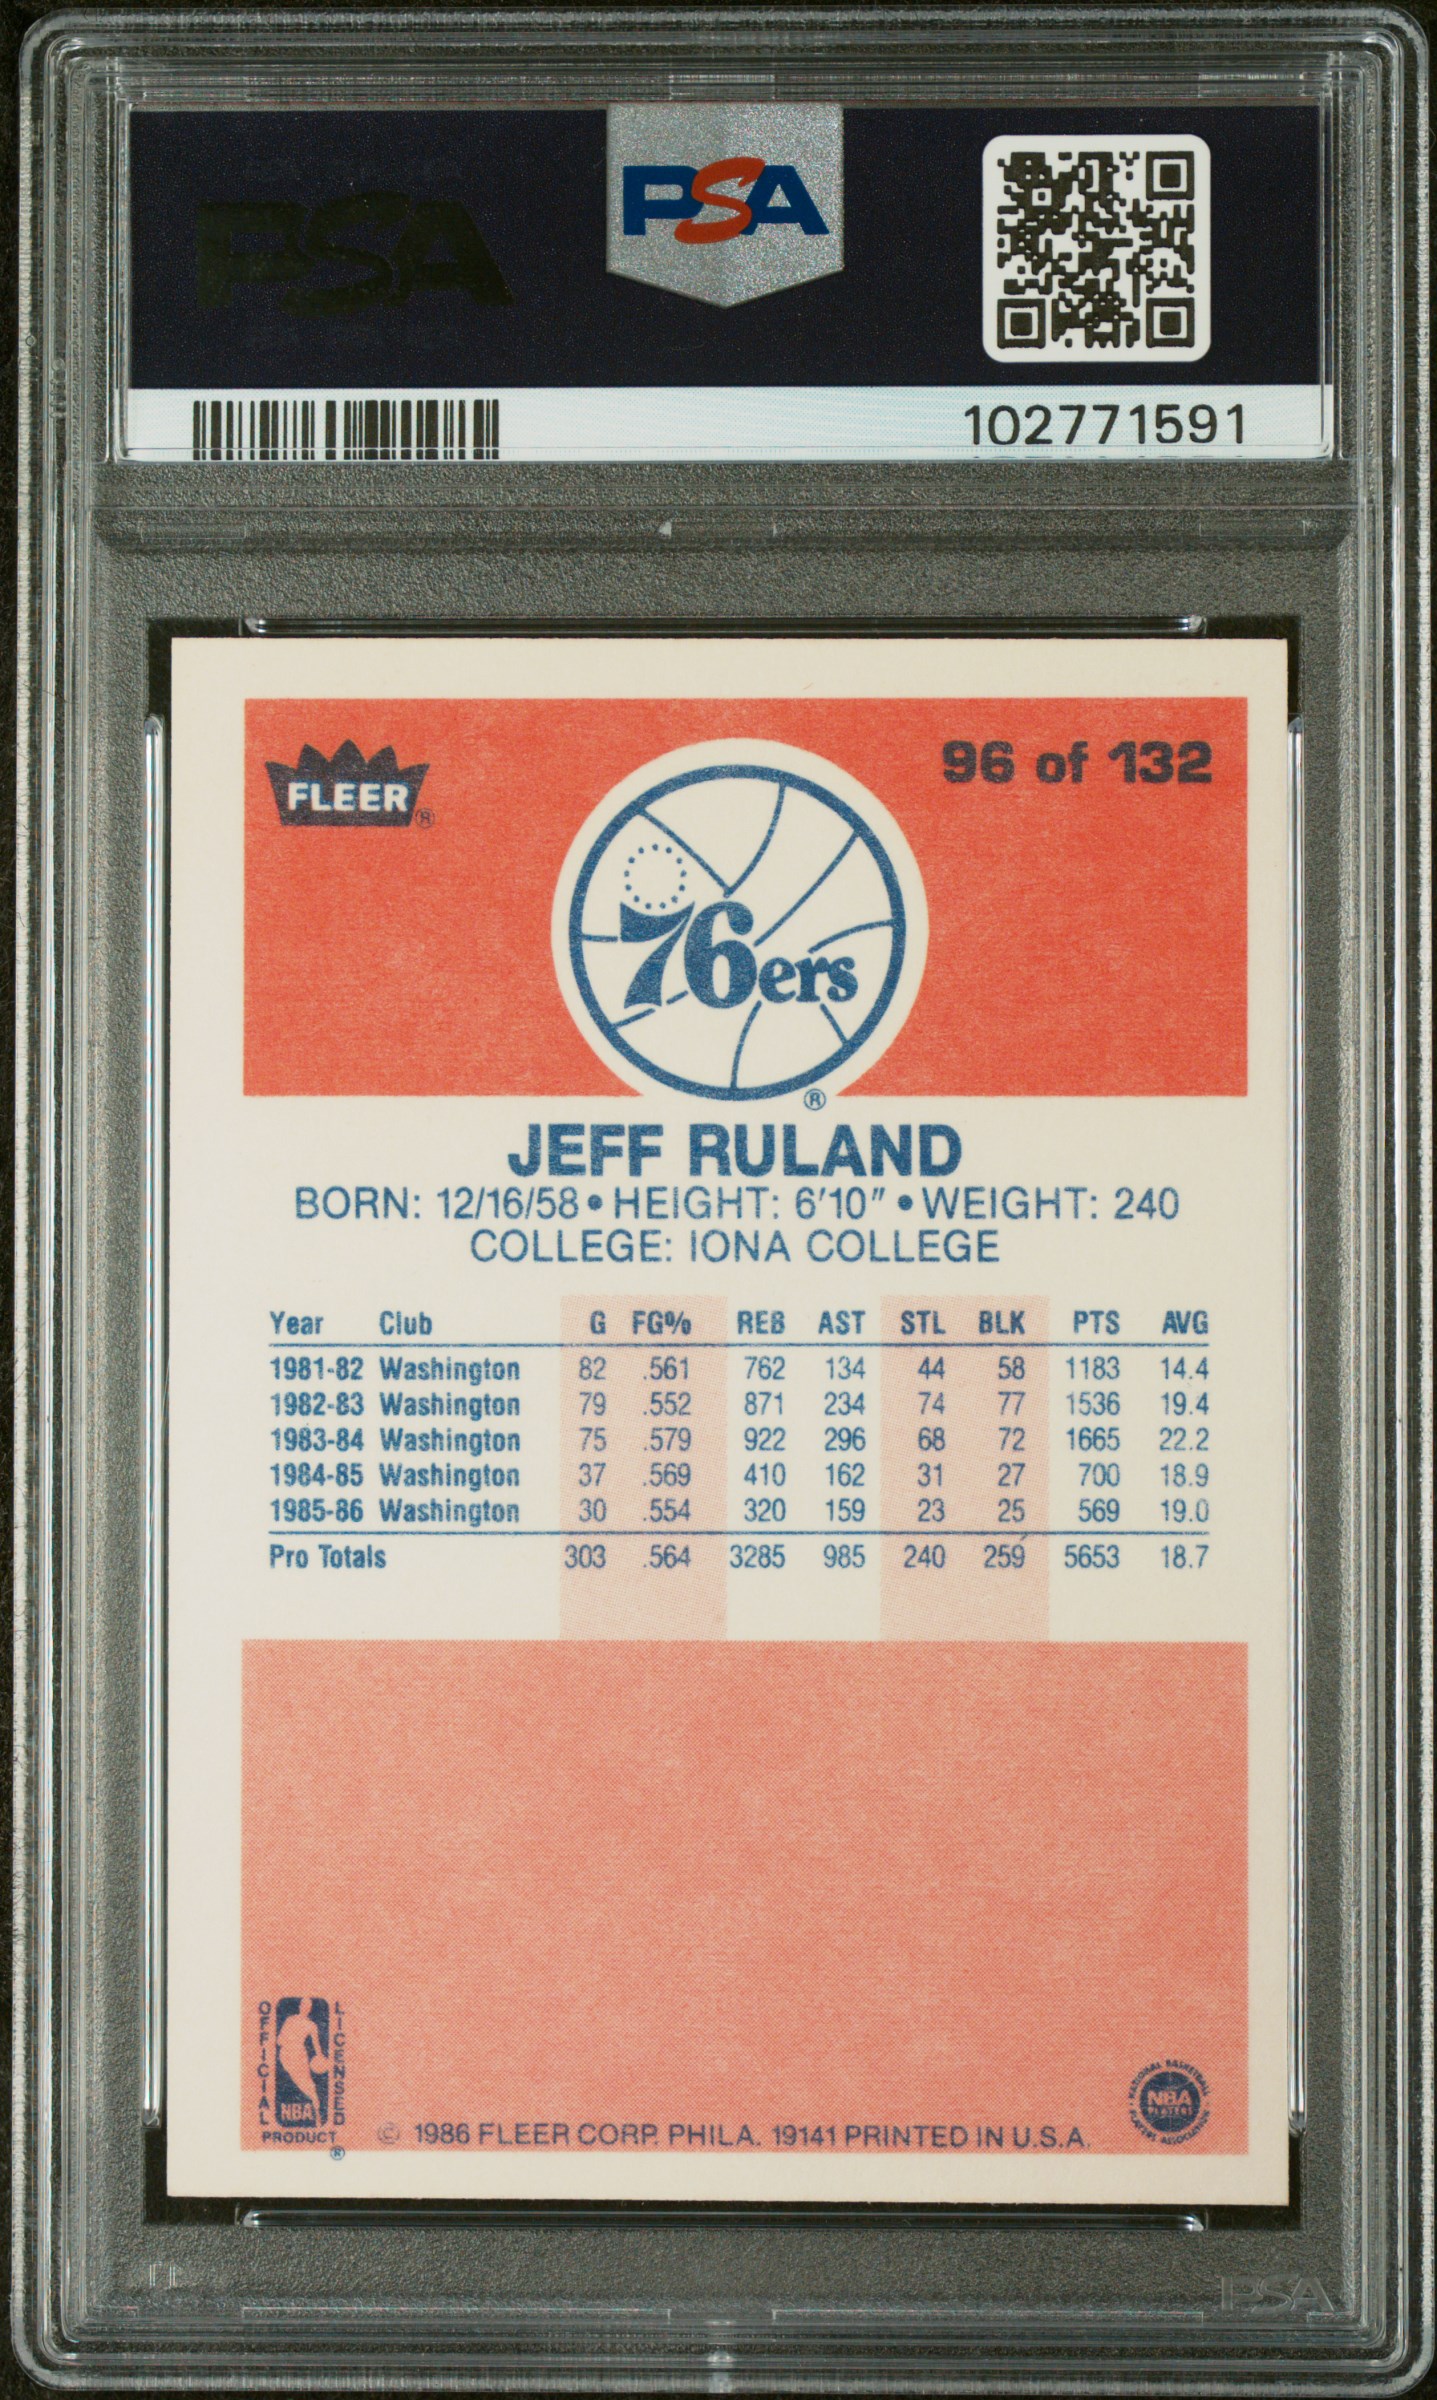 PSA
PSA
102771591
FLEER®
96 of 132
76ers
®
JEFF RULAND
BORN: 12/16/58 • HEIGHT: 6'10" • WEIGHT: 240
COLLEGE: IONA COLLEGE
Year Club G FG% REB AST STL BLK PTS AVG
1981-82 Washington 82 .561 762 134 44 58 1183 14.4
1982-83 Washington 79 .552 871 234 74 77 1536 19.4
1983-84 Washington 75 .579 922 296 68 72 1665 22.2
1984-85 Washington 37 .569 410 162 31 27 700 18.9
1985-86 Washington 30 .554 320 159 23 25 569 19.0
Pro Totals 303 .564 3285 985 240 259 5653 18.7
OFFICIAL LICENSED
NBA
PRODUCT
®
© 1986 FLEER CORP. PHILA. 19141 PRINTED IN U.S.A.
NATIONAL BASKETBALL
NBA
PLAYERS
PLAYERS ASSOCIATION
PSA